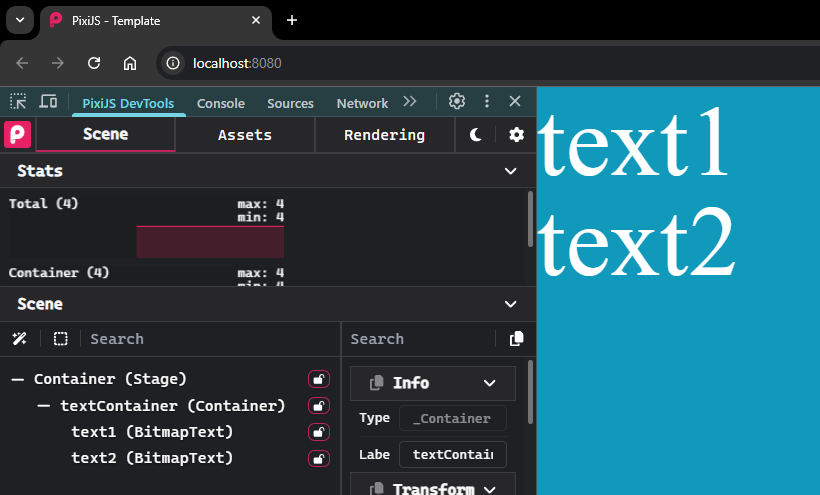 PixiJS - Template
localhost:8080
PixiJS DevTools Console Sources Network
Scene Assets Rendering
Stats
Total (4) max: 4
min: 4
Container (4) max: 4
min: 4
Scene
Search Search
Container (Stage)
textContainer (Container)
text1 (BitmapText)
text2 (BitmapText)
Info
Type _Container
Labe textContai
Transform
text1
text2